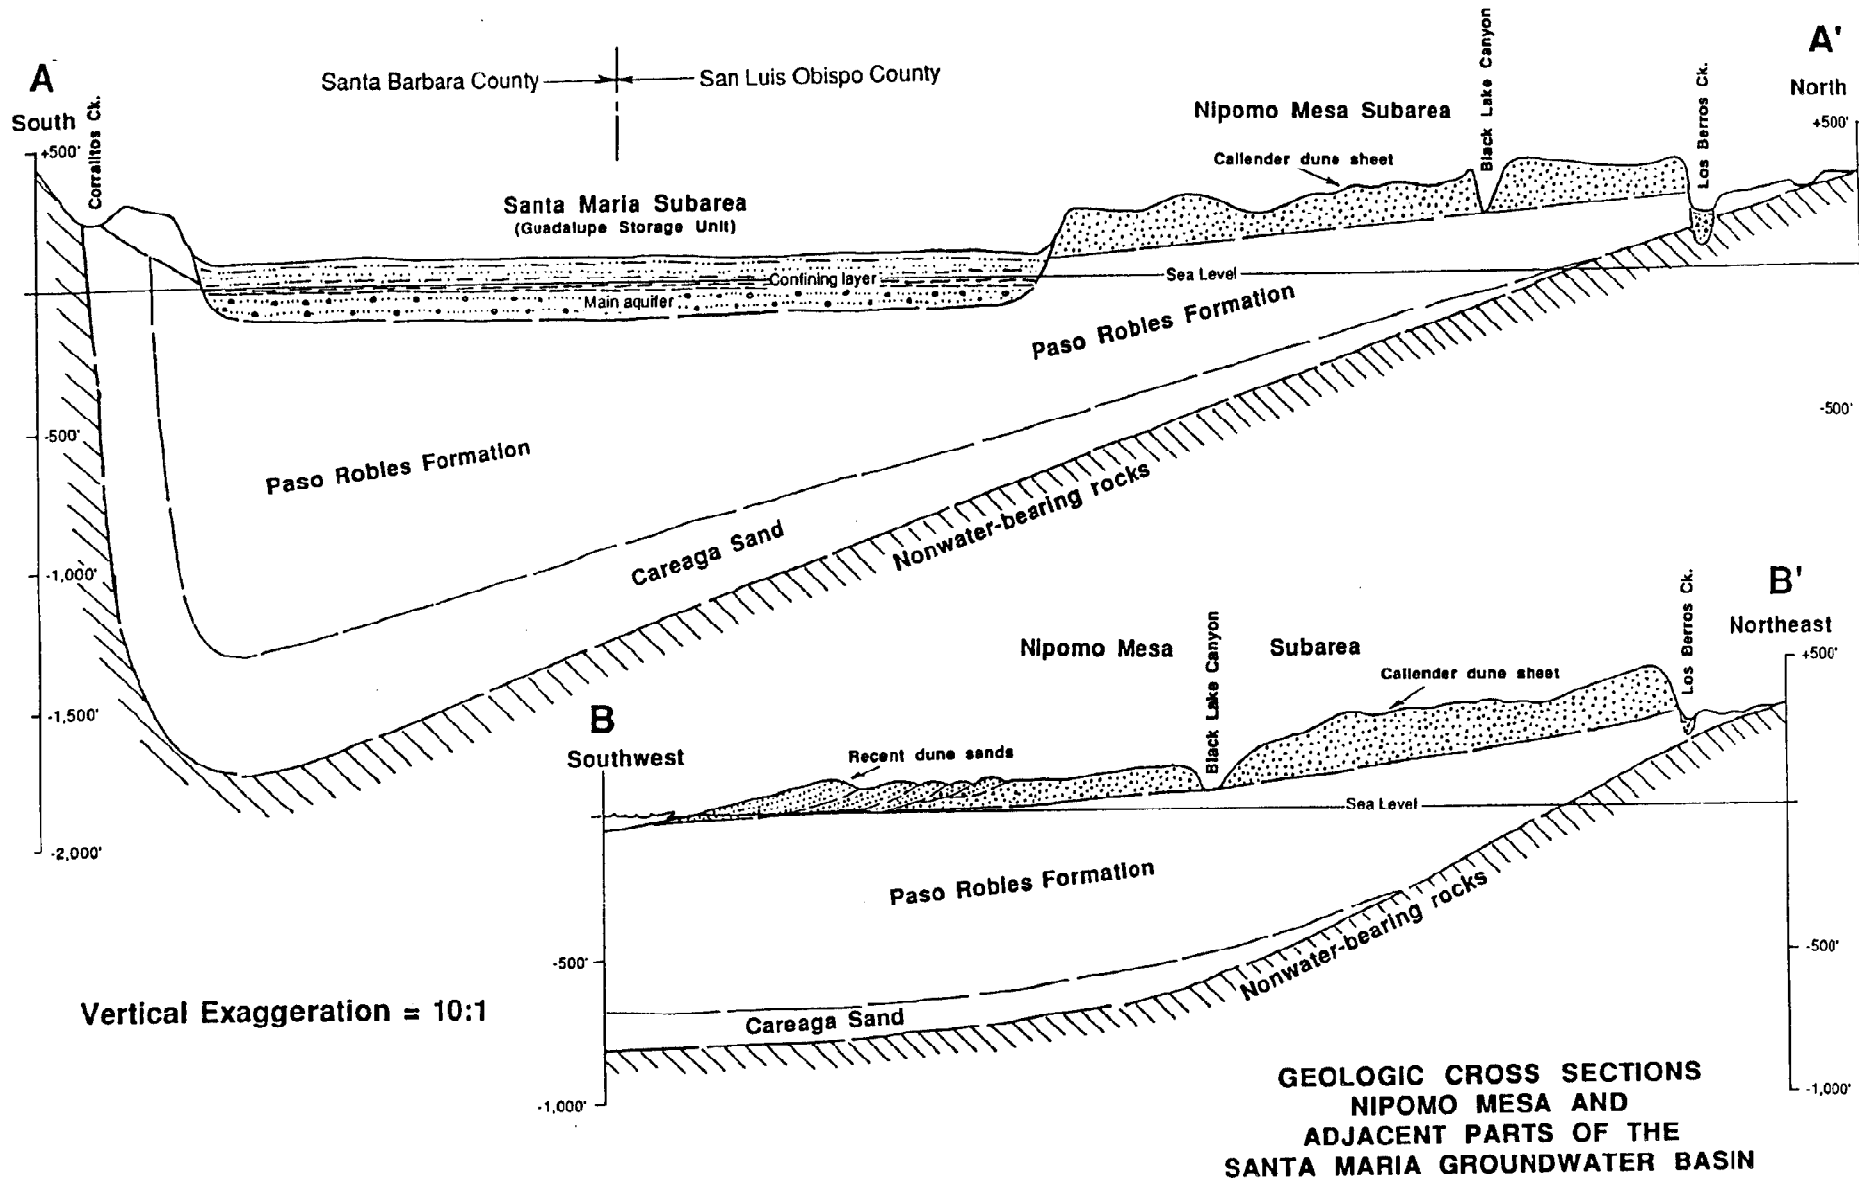 A
South
Corralitos Ck.
Santa Barbara County
San Luis Obispo County
Nipomo Mesa Subarea
Callender dune sheet
Black Lake Canyon
Los Berros Ck.
A'
North
+500'
+500'
Santa Maria Subarea
(Guadalupe Storage Unit)
Confining layer
Main aquifer
Sea Level
Paso Robles Formation
-500'
-500'
Paso Robles Formation
Careaga Sand
Nonwater-bearing rocks
-1,000'
-1,500'
-2,000'
B
Southwest
Nipomo Mesa
Black Lake Canyon
Subarea
Callender dune sheet
Los Berros Ck.
B'
Northeast
+500'
Recent dune sands
Sea Level
Paso Robles Formation
Nonwater-bearing rocks
-500'
-500'
Careaga Sand
-1,000'
-1,000'
Vertical Exaggeration = 10:1
GEOLOGIC CROSS SECTIONS
NIPOMO MESA AND
ADJACENT PARTS OF THE
SANTA MARIA GROUNDWATER BASIN